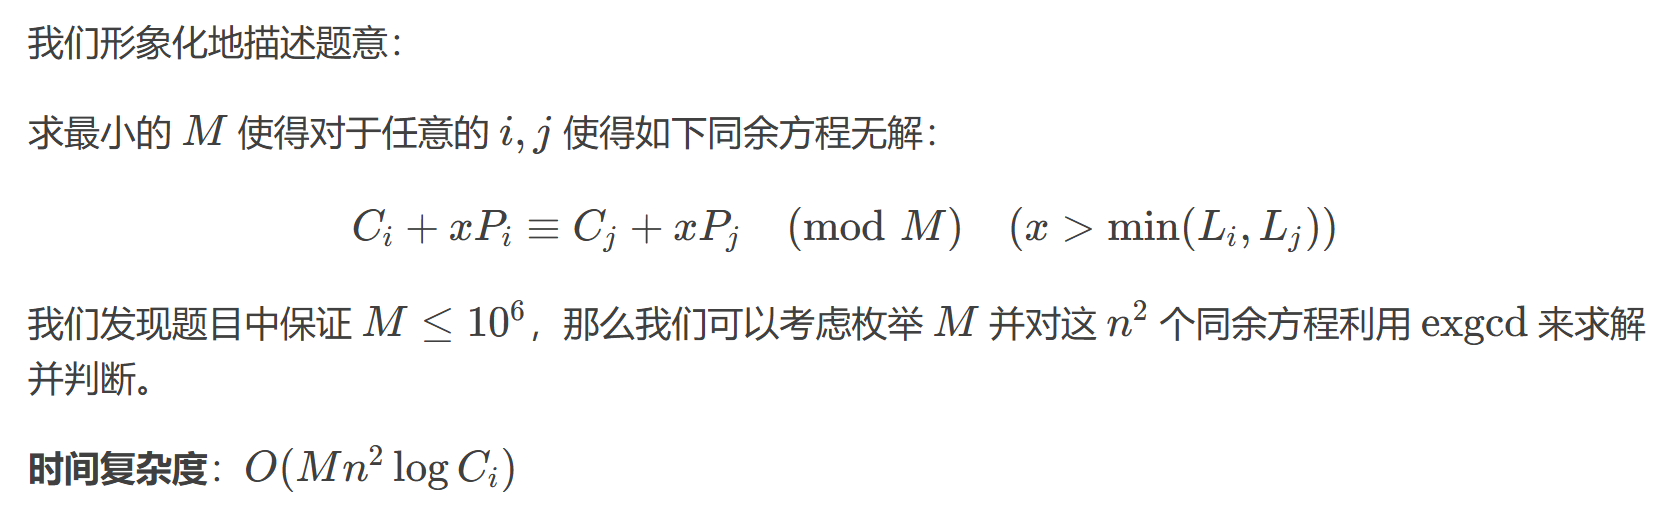 我们形象化地描述题意：
求最小的 M 使得对于任意的 i, j 使得如下同余方程无解：
C_i + xP_i ≡ C_j + xP_j (mod M) (x > min(L_i, L_j))
我们发现题目中保证 M ≤ 10^6，那么我们可以考虑枚举 M 并对这 n^2 个同余方程利用 exgcd 来求解
并判断。
时间复杂度：O(Mn^2 log C_i)